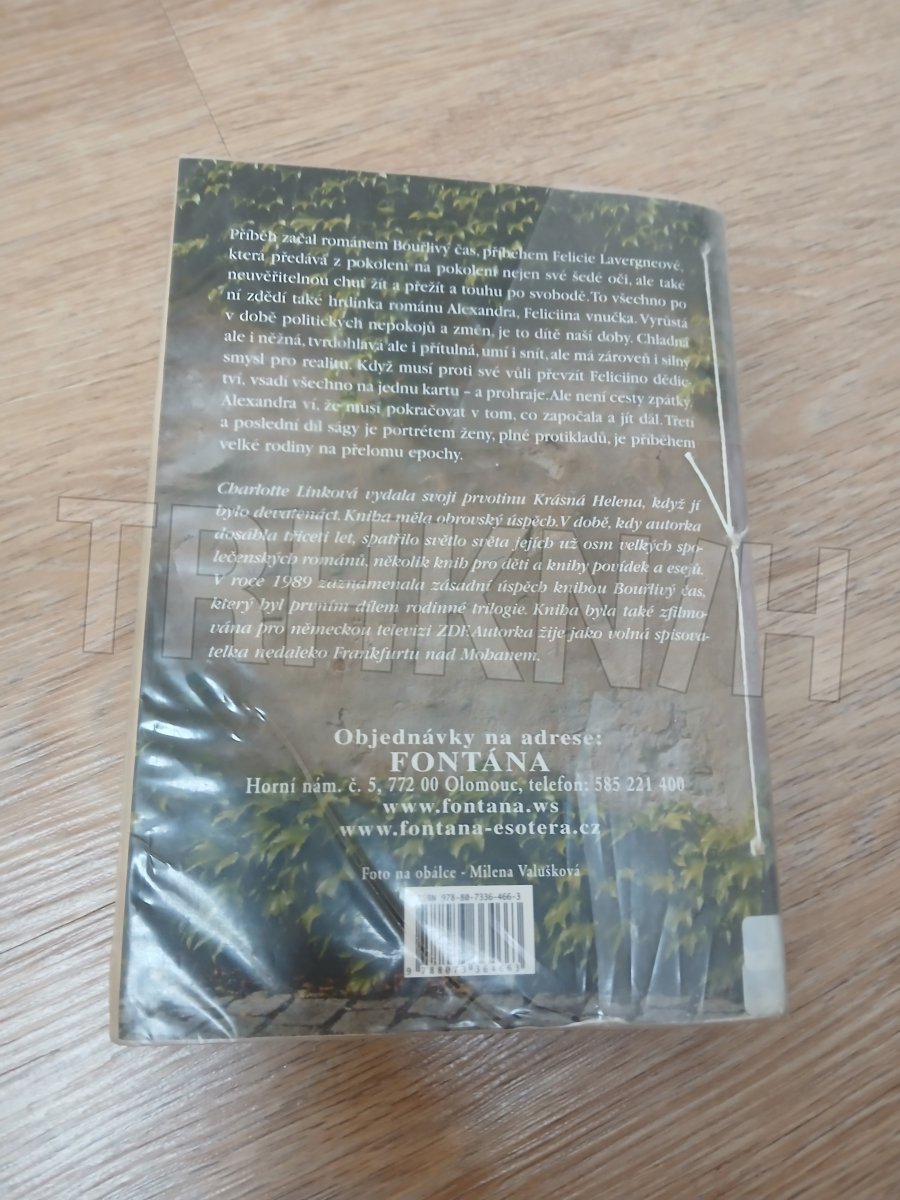 Příběh začal románem Bouřlivý čas, příběhem Felicie Lavergneové,
která předává z pokolení na pokolení nejen své šedé oči, ale také
neuvěřitelnou chuť žít a přežít a touhu po svobodě. To všechno po
ní zdědí také hrdinka románu Alexandra, Feliciina vnučka. Vyrůstá
v době politických nepokojů a změn, je to dítě naší doby. Chladná
ale i něžná, tvrdohlavá ale i přítulná, umí i snít, ale má zároveň i silný
smysl pro realitu. Když musí proti své vůli převzít Feliciino dědic-
tví, vsadí všechno na jednu kartu – a prohraje. Ale není cesty zpátky.
Alexandra ví, že musí pokračovat v tom, co započala a jít dál. Třetí
a poslední díl ságy je portrétem ženy, plné protikladů, je příběhem
velké rodiny na přelomu epochy.
Charlotte Linková vydala svoji prvotinu Krásná Helena, když jí
bylo devatenáct. Kniha měla obrovský úspěch. V době, kdy autorka
dosáhla třiceti let, spatřilo světlo světa jejích už osm velkých spo-
lečenských románů, několik knih pro děti a knihy povídek a esejů.
V roce 1989 zaznamenala zásadní úspěch knihou Bouřlivý čas,
který byl prvním dílem rodinné trilogie. Kniha byla také zfilmo-
vána pro německou televizi ZDF. Autorka žije jako volná spisova-
telka nedaleko Frankfurtu nad Mohanem.
TRHKNIH
Objednávky na adrese:
FONTÁNA
Horní nám. č. 5, 772 00 Olomouc, telefon: 585 221 400
www.fontana.ws
www.fontana-esotera.cz
Foto na obálce - Milena Valušková
ISBN 978-80-7336-466-3
9 788073 364663